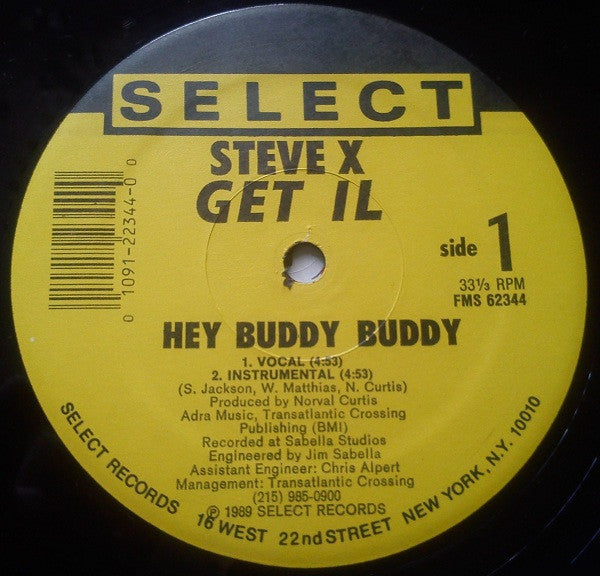 SELECT
STEVE X
GET IL
0 1091-22344-0 0
side 1
33⅓ RPM
FMS 62344
HEY BUDDY BUDDY
1. VOCAL (4:53)
2. INSTRUMENTAL (4:53)
(S. Jackson, W. Matthias, N. Curtis)
Produced by Norval Curtis
Adra Music, Transatlantic Crossing
Publishing (BMI)
Recorded at Sabella Studios
Engineered by Jim Sabella
Assistant Engineer: Chris Alpert
Management: Transatlantic Crossing
(215) 985-0900
℗ 1989 SELECT RECORDS
SELECT RECORDS 16 WEST 22nd STREET NEW YORK, N.Y. 10010